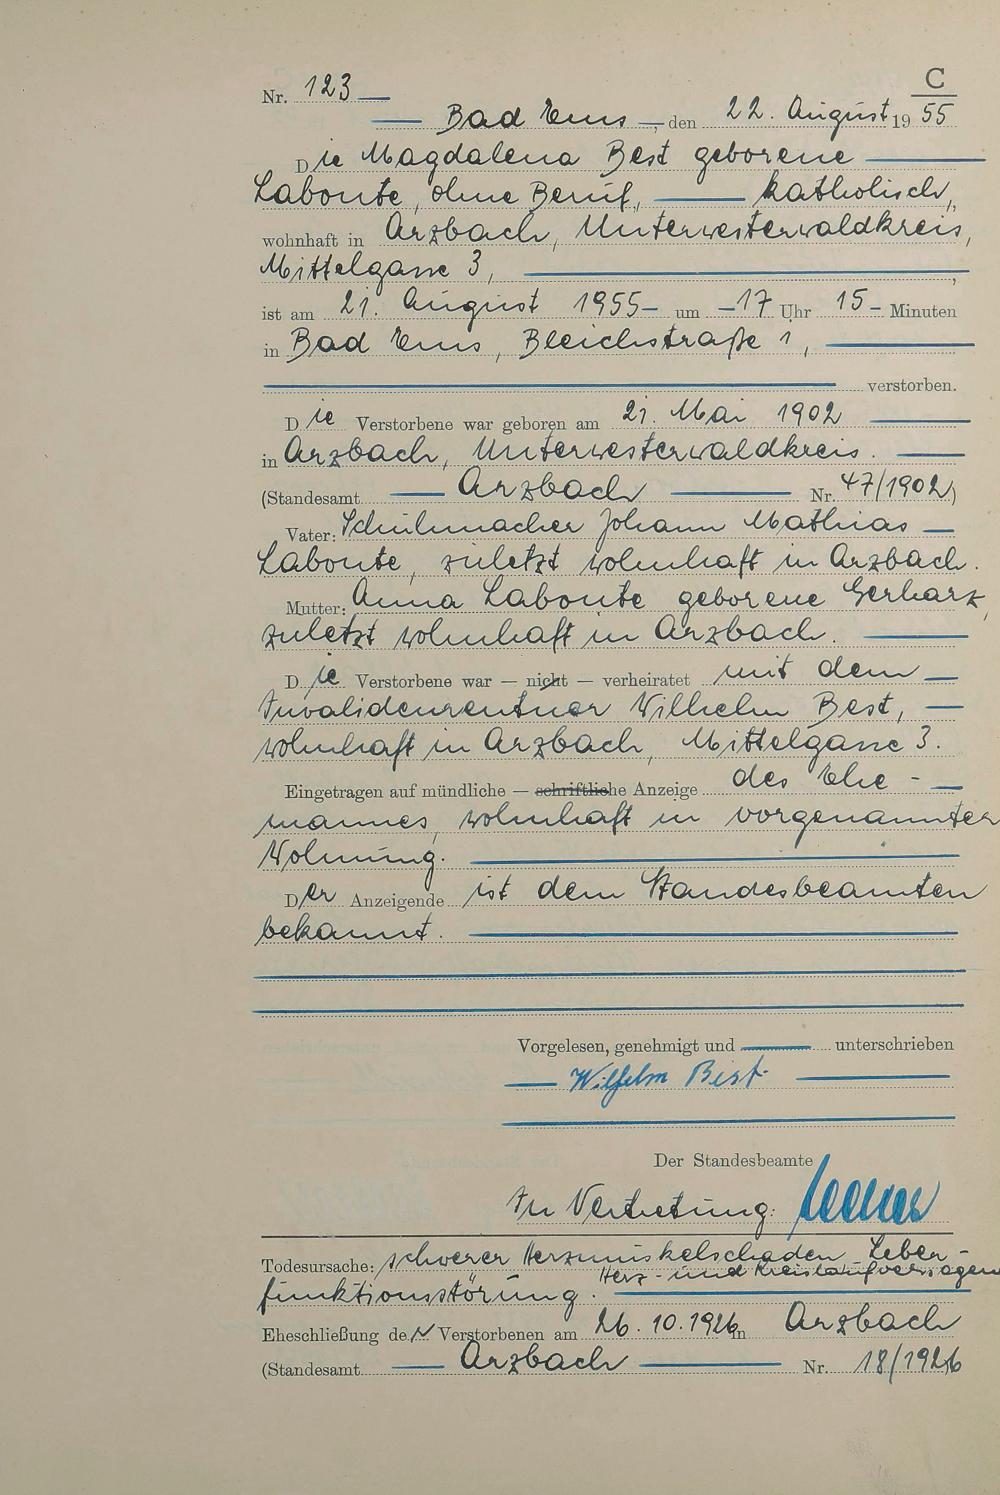 C
Nr. 123
Bad Ems, den 22. August 1955
Die Magdalena Best geborene
Labonte, ohne Beruf, katholisch,
wohnhaft in Arzbach, Unterwesterwaldkreis,
Mittelgasse 3,
ist am 21. August 1955 um 17 Uhr 15 Minuten
in Bad Ems, Bleichstraße 1,
verstorben.
Die Verstorbene war geboren am 21. Mai 1902
in Arzbach, Unterwesterwaldkreis.
(Standesamt Arzbach Nr. 47/1902)
Vater: Schuhmacher Johann Mathias
Labonte, zuletzt wohnhaft in Arzbach.
Mutter: Anna Labonte geborene Gerharz,
zuletzt wohnhaft in Arzbach.
Die Verstorbene war — nicht — verheiratet mit dem
Invalidenrentner Wilhelm Best,
wohnhaft in Arzbach, Mittelgasse 3.
Eingetragen auf mündliche — schriftliche Anzeige des Ehe-
mannes, wohnhaft in vorgenannter
Wohnung.
Der Anzeigende ist dem Standesbeamten
bekannt.
Vorgelesen, genehmigt und unterschrieben
Wilhelm Best
Der Standesbeamte
In Vertretung:
Todesursache: schwerer Herzmuskelschaden Leber-
Herz- und Kreislaufversagen
funktionsstörung.
Eheschließung der Verstorbenen am 26.10.1926 in Arzbach
(Standesamt Arzbach Nr. 18/1926